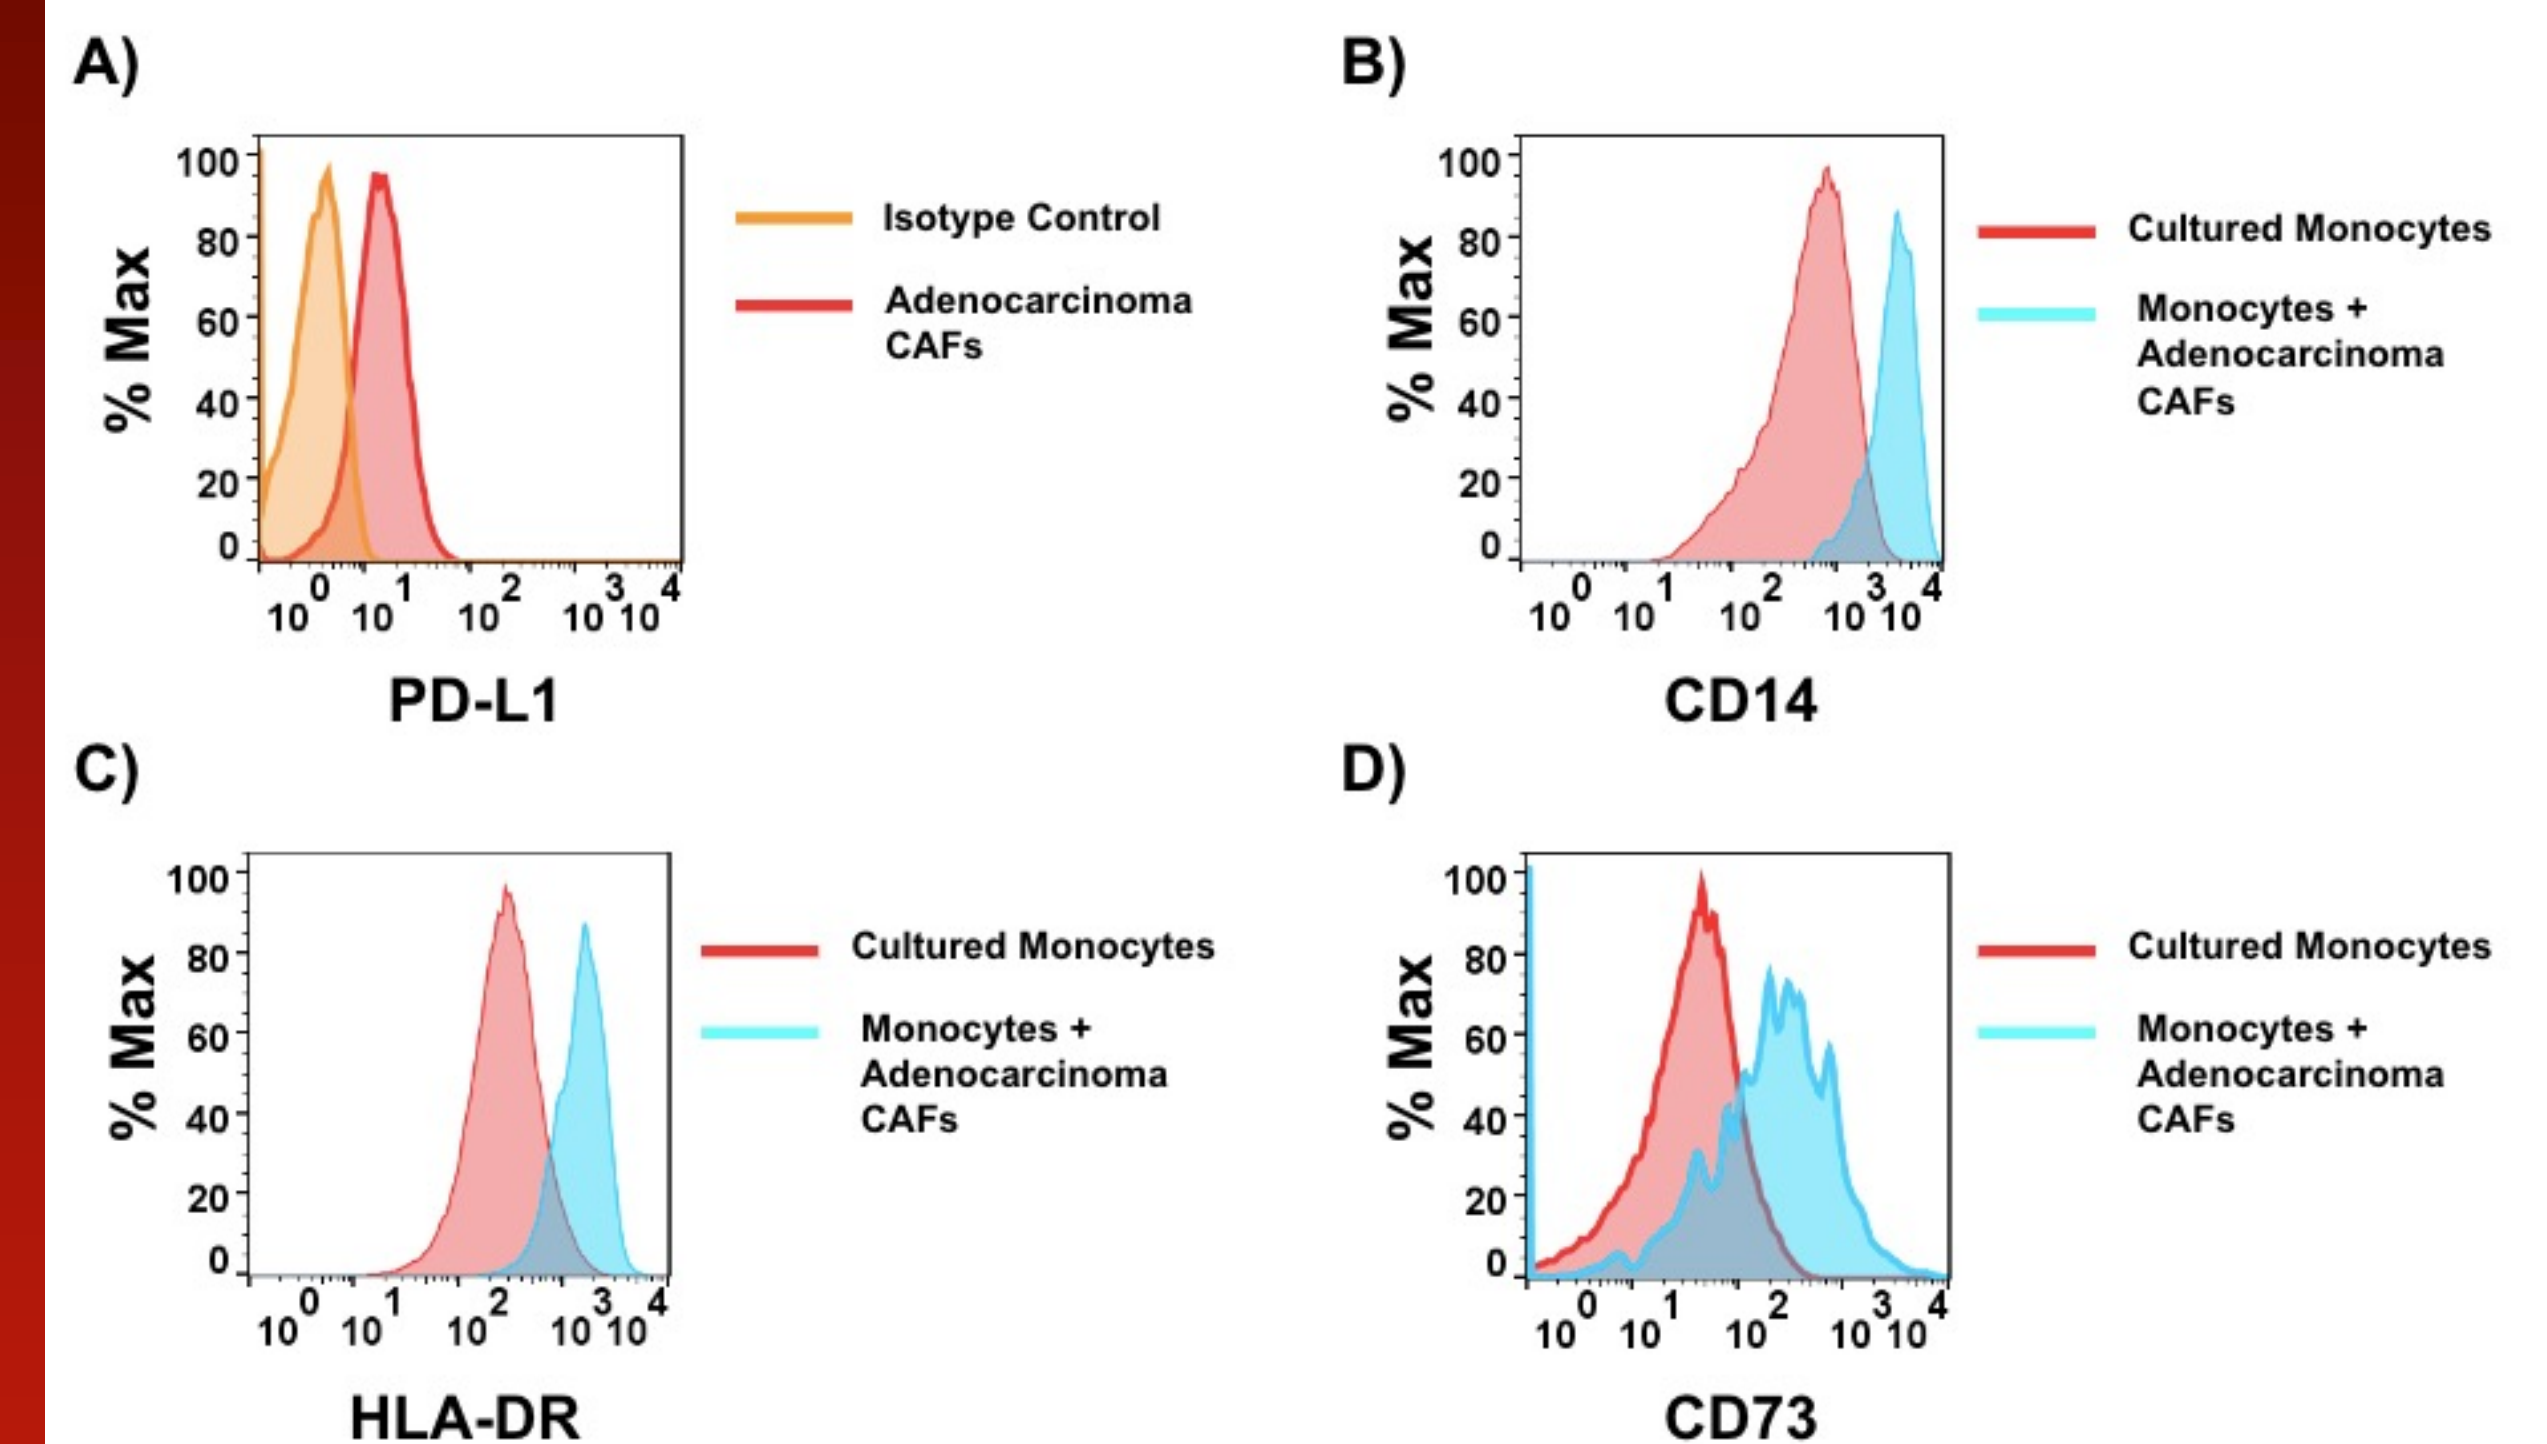 A)
100
80
60
40
20
0
% Max
10^0 10^1 10^2 10^3 10^4
PD-L1
Isotype Control
Adenocarcinoma
CAFs
B)
100
80
60
40
20
0
% Max
10^0 10^1 10^2 10^3 10^4
CD14
Cultured Monocytes
Monocytes +
Adenocarcinoma
CAFs
C)
100
80
60
40
20
0
% Max
10^0 10^1 10^2 10^3 10^4
HLA-DR
Cultured Monocytes
Monocytes +
Adenocarcinoma
CAFs
D)
100
80
60
40
20
0
% Max
10^0 10^1 10^2 10^3 10^4
CD73
Cultured Monocytes
Monocytes +
Adenocarcinoma
CAFs